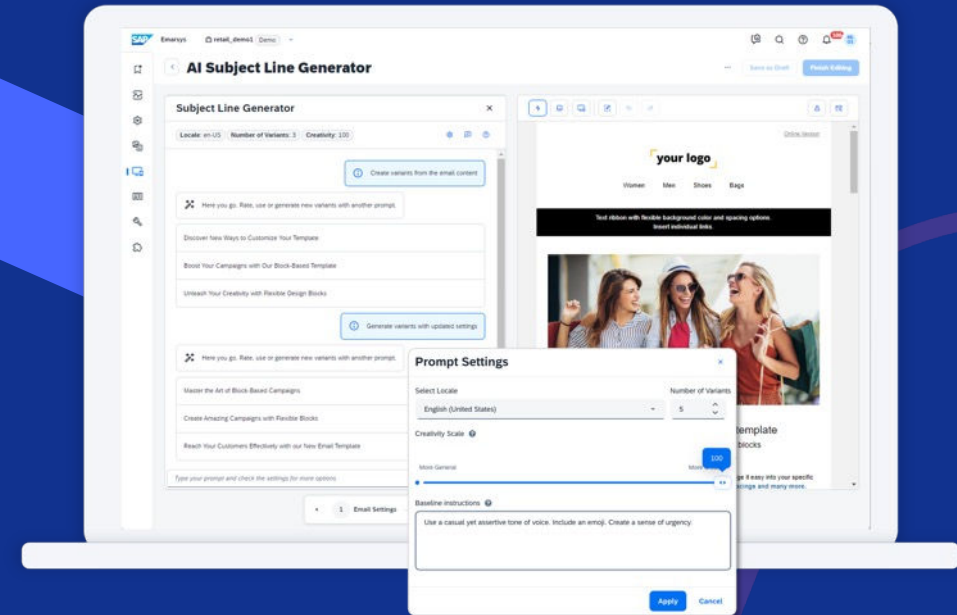 SAP Emarsys retail_demo1 Demo
AI Subject Line Generator
Save as Draft Finish Editing
Subject Line Generator
Locale: en-US Number of Variants: 3 Creativity: 100
Create variants from the email content
Here you go. Rate, use or generate new variants with another prompt.
Discover New Ways to Customize Your Template
Boost Your Campaigns with Our Block-Based Template
Unleash Your Creativity with Flexible Design Blocks
Generate variants with updated settings
Here you go. Rate, use or generate new variants with another prompt.
Master the Art of Block-Based Campaigns
Create Amazing Campaigns with Flexible Blocks
Reach Your Customers Effectively with our New Email Template
Type your prompt and check the settings for more options
1 Email Settings
Online Version
your logo
Women Men Shoes Bags
Text ribbon with flexible background color and spacing options.
Insert individual links.
template
blocks
ge it easy into your specific
and many more.
Prompt Settings
Select Locale Number of Variants
English (United States) 5
Creativity Scale
100
More General More
Baseline instructions
Use a casual yet assertive tone of voice. Include an emoji. Create a sense of urgency
Apply Cancel